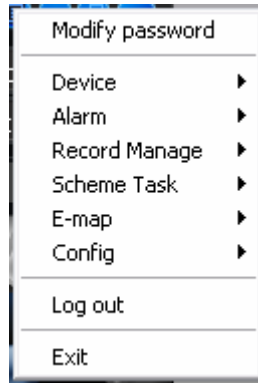 Modify password
Device
Alarm
Record Manage
Scheme Task
E-map
Config
Log out
Exit